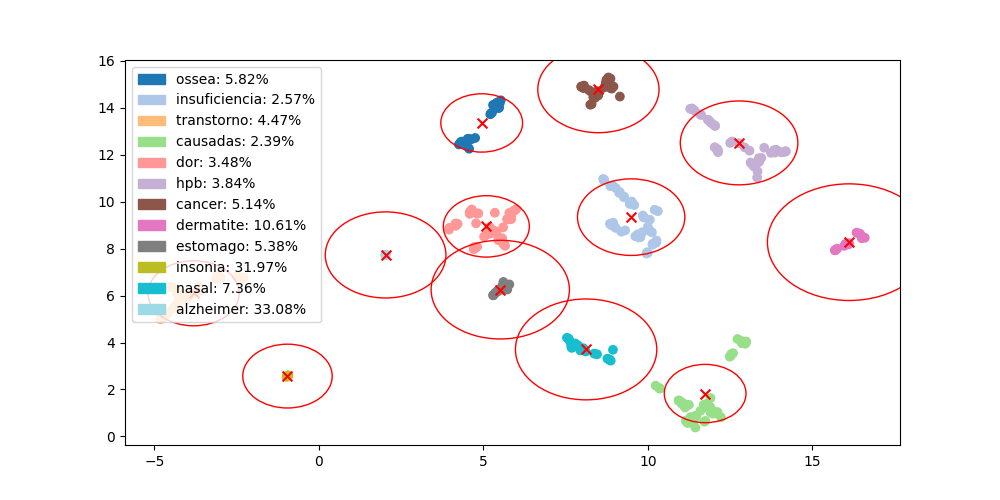 16
14
12
10
8
6
4
2
0
ossea: 5.82%
insuficiencia: 2.57%
transtorno: 4.47%
causadas: 2.39%
dor: 3.48%
hpb: 3.84%
cancer: 5.14%
dermatite: 10.61%
estomago: 5.38%
insonia: 31.97%
nasal: 7.36%
alzheimer: 33.08%
−5 0 5 10 15